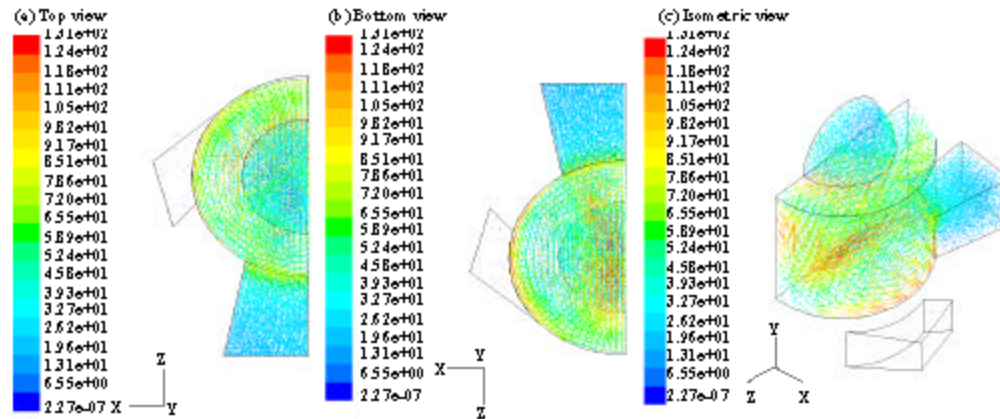 (a) Top view
1.31e+02
1.24e+02
1.18e+02
1.11e+02
1.05e+02
9.82e+01
9.17e+01
8.51e+01
7.86e+01
7.20e+01
6.55e+01
5.89e+01
5.24e+01
4.58e+01
3.93e+01
3.27e+01
2.62e+01
1.96e+01
1.31e+01
6.55e+00
2.27e-07
Z
X
Y
(b) Bottom view
1.31e+02
1.24e+02
1.18e+02
1.11e+02
1.05e+02
9.82e+01
9.17e+01
8.51e+01
7.86e+01
7.20e+01
6.55e+01
5.89e+01
5.24e+01
4.58e+01
3.93e+01
3.27e+01
2.62e+01
1.96e+01
1.31e+01
6.55e+00
2.27e-07
Y
X
Z
(c) Isometric view
1.31e+02
1.24e+02
1.18e+02
1.11e+02
1.05e+02
9.82e+01
9.17e+01
8.51e+01
7.86e+01
7.20e+01
6.55e+01
5.89e+01
5.24e+01
4.58e+01
3.93e+01
3.27e+01
2.62e+01
1.96e+01
1.31e+01
6.55e+00
2.27e-07
Y
Z
X